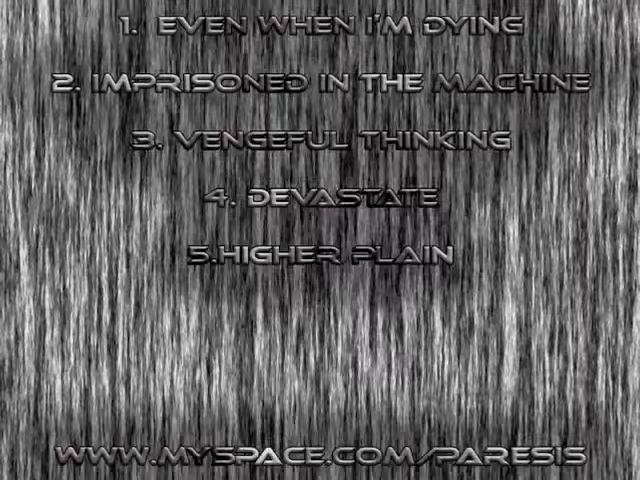 1. EVEN WHEN I'M DYING
2. IMPRISONED IN THE MACHINE
3. VENGEFUL THINKING
4. DEVASTATE
5.HIGHER PLAIN
WWW.MYSPACE.COM/PARESIS